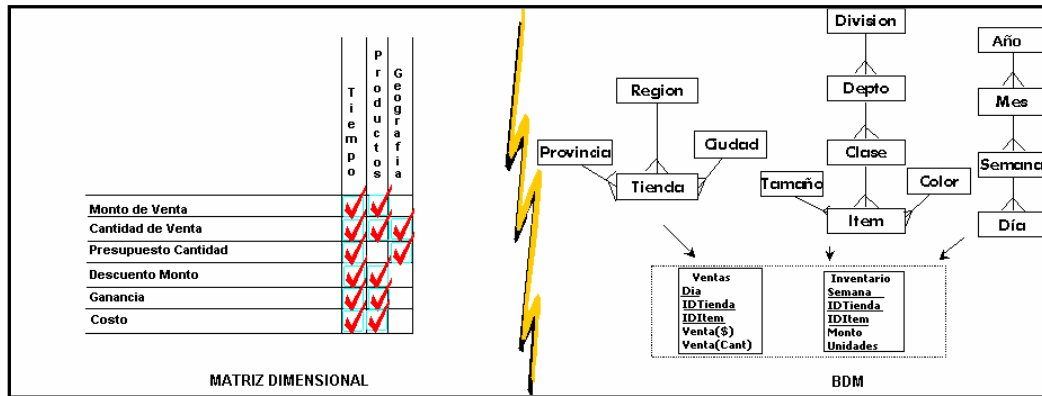 Tiempo
Productos
Geografia
Monto de Venta
Cantidad de Venta
Presupuesto Cantidad
Descuento Monto
Ganancia
Costo
MATRIZ DIMENSIONAL
Division
Año
Region
Depto
Mes
Provincia
Ciudad
Clase
Semana
Tienda
Tamaño
Color
Item
Día
Ventas
Dia
IDTienda
IDItem
Venta($)
Venta(Cant)
Inventario
Semana
IDTienda
IDItem
Monto
Unidades
BDM